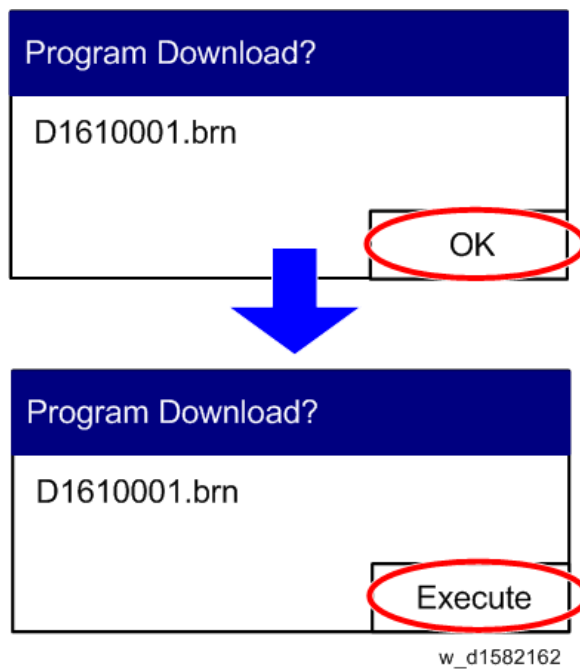 Program Download?
D1610001.brn
OK
Program Download?
D1610001.brn
Execute
w_d1582162